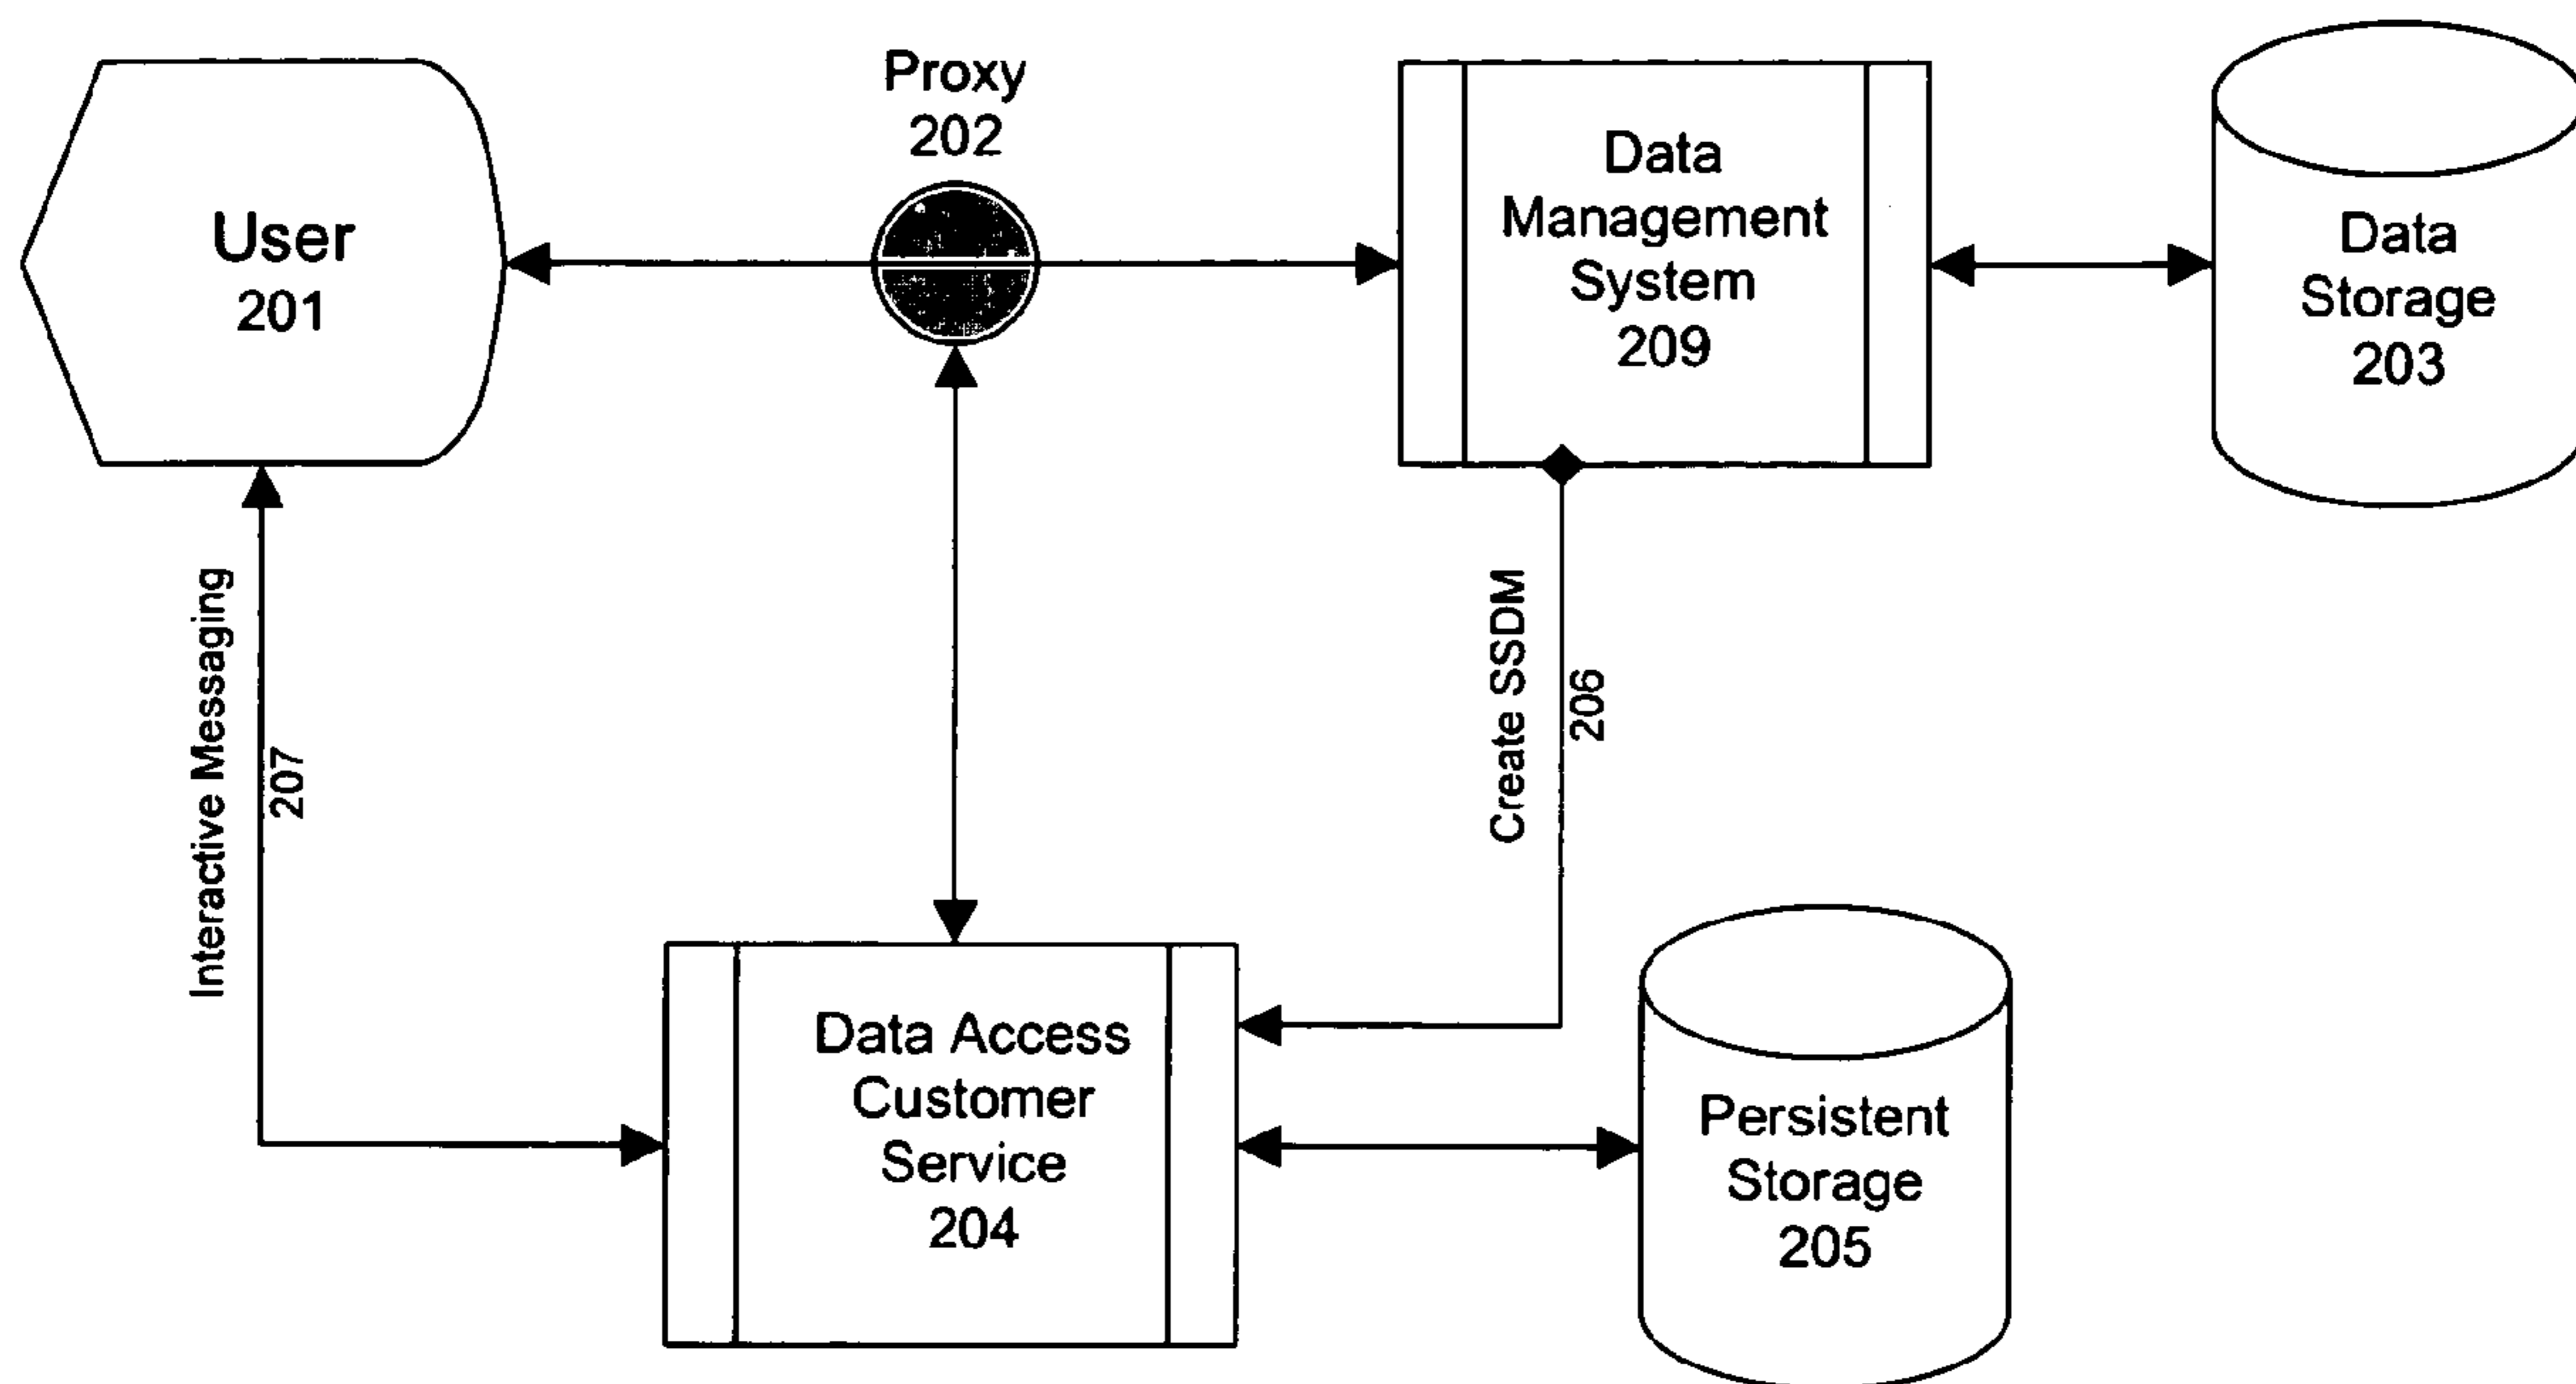 Proxy
202
User
201
Data
Management
System
209
Data
Storage
203
Interactive Messaging
207
Create SSDM
206
Data Access
Customer
Service
204
Persistent
Storage
205